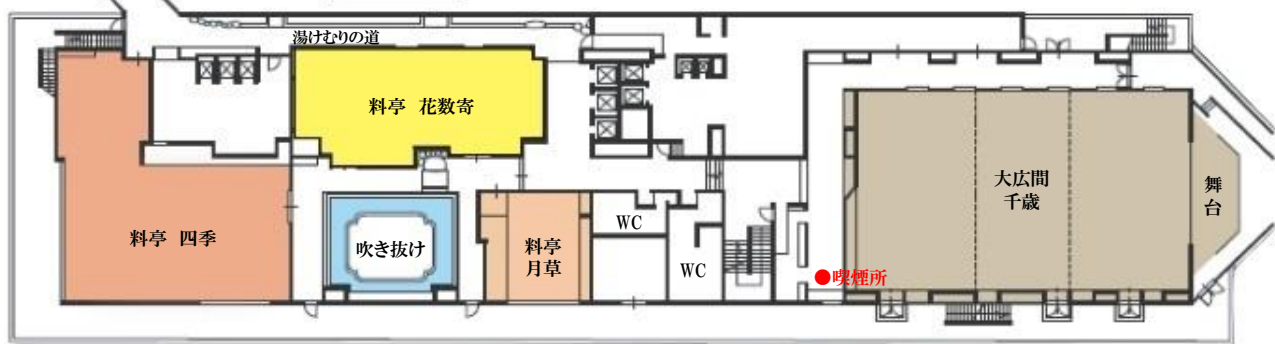 湯けむりの道
料亭 花数寄
料亭 四季
吹き抜け
料亭
月草
WC
WC
●喫煙所
大広間
千歳
舞台